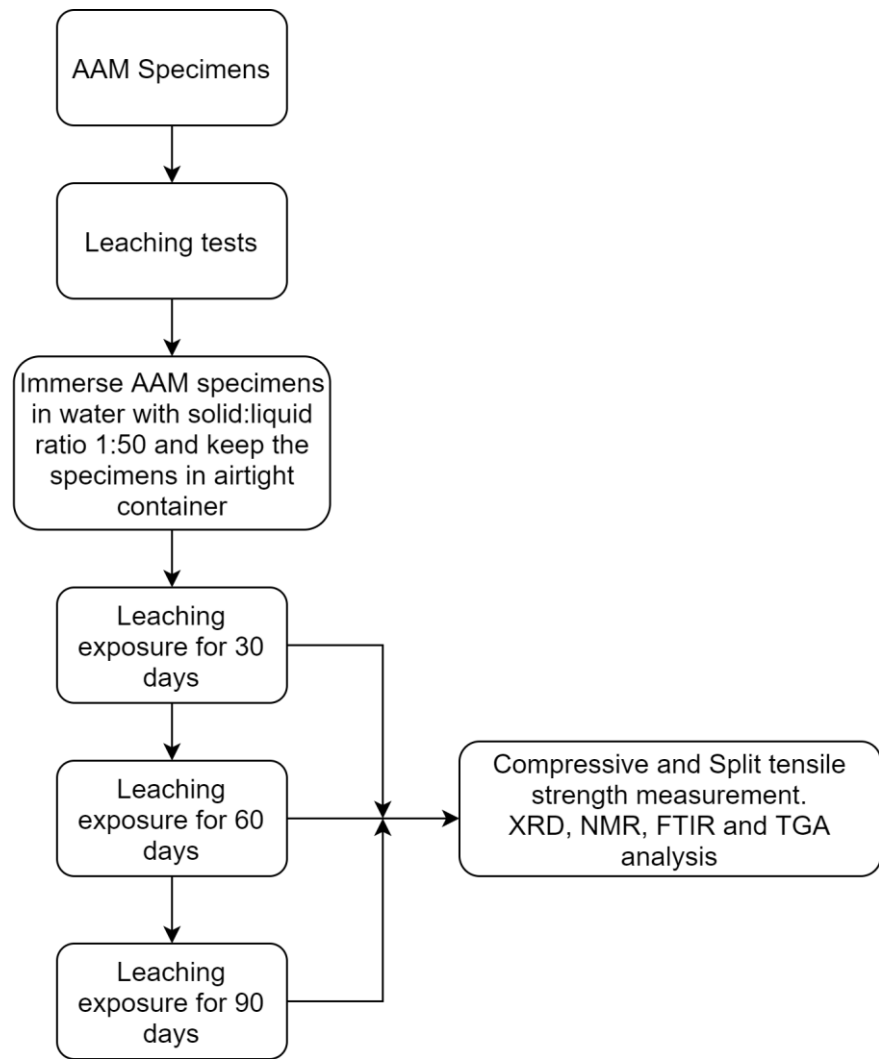 AAM Specimens
Leaching tests
Immerse AAM specimens
in water with solid:liquid
ratio 1:50 and keep the
specimens in airtight
container
Leaching
exposure for 30
days
Leaching
exposure for 60
days
Leaching
exposure for 90
days
Compressive and Split tensile
strength measurement.
XRD, NMR, FTIR and TGA
analysis